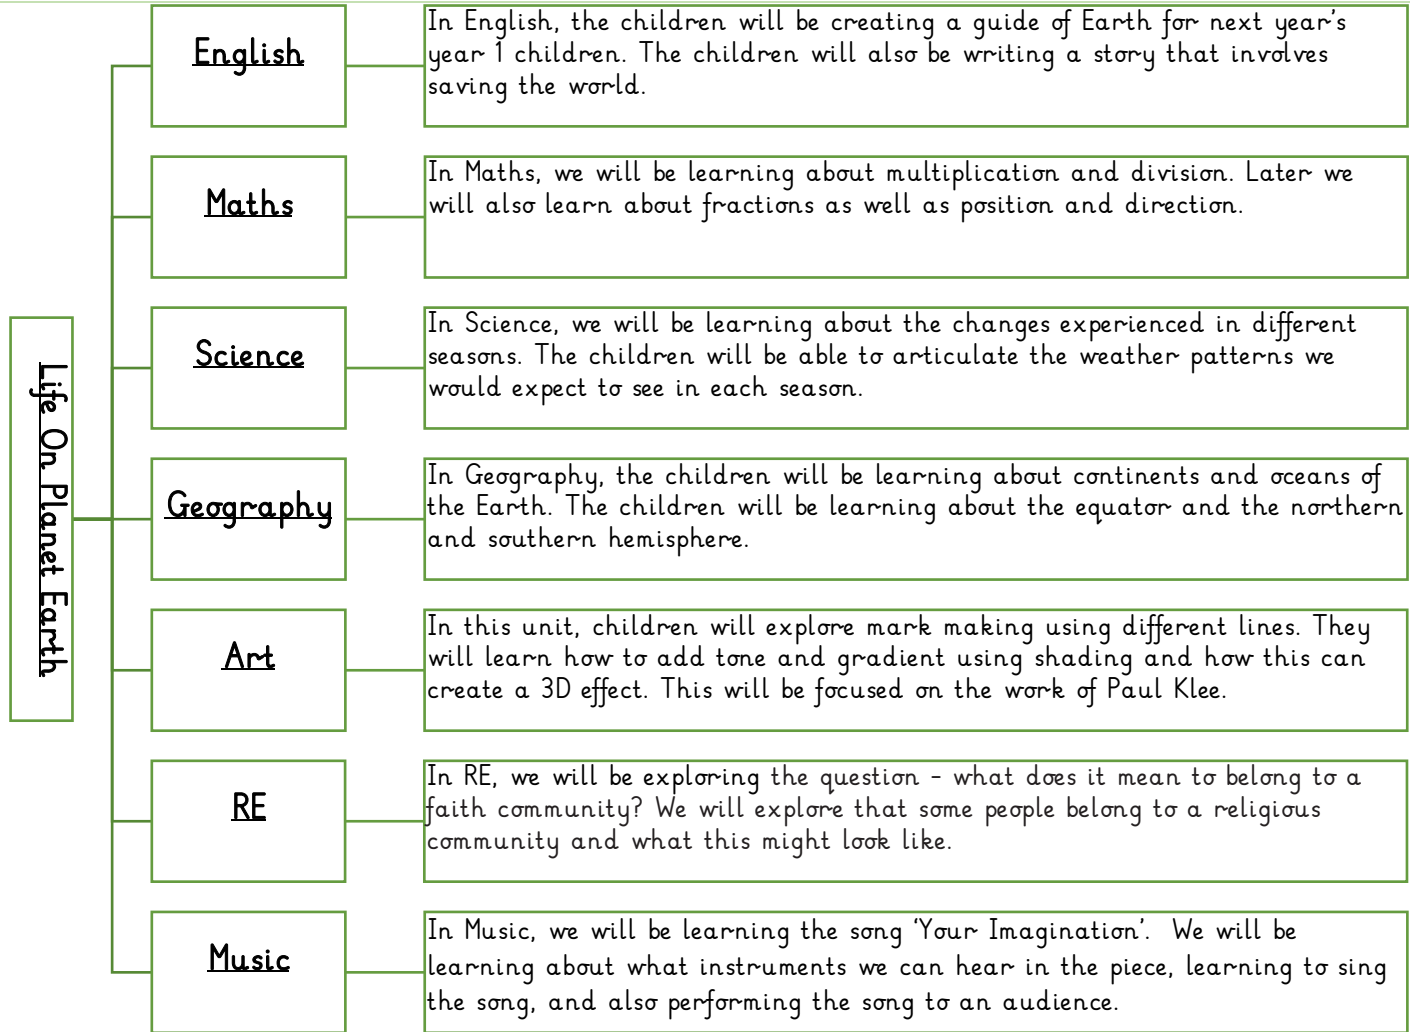 Life On Planet Earth
English
In English, the children will be creating a guide of Earth for next year's
year 1 children. The children will also be writing a story that involves
saving the world.
Maths
In Maths, we will be learning about multiplication and division. Later we
will also learn about fractions as well as position and direction.
Science
In Science, we will be learning about the changes experienced in different
seasons. The children will be able to articulate the weather patterns we
would expect to see in each season.
Geography
In Geography, the children will be learning about continents and oceans of
the Earth. The children will be learning about the equator and the northern
and southern hemisphere.
Art
In this unit, children will explore mark making using different lines. They
will learn how to add tone and gradient using shading and how this can
create a 3D effect. This will be focused on the work of Paul Klee.
RE
In RE, we will be exploring the question - what does it mean to belong to a
faith community? We will explore that some people belong to a religious
community and what this might look like.
Music
In Music, we will be learning the song ‘Your Imagination’. We will be
learning about what instruments we can hear in the piece, learning to sing
the song, and also performing the song to an audience.